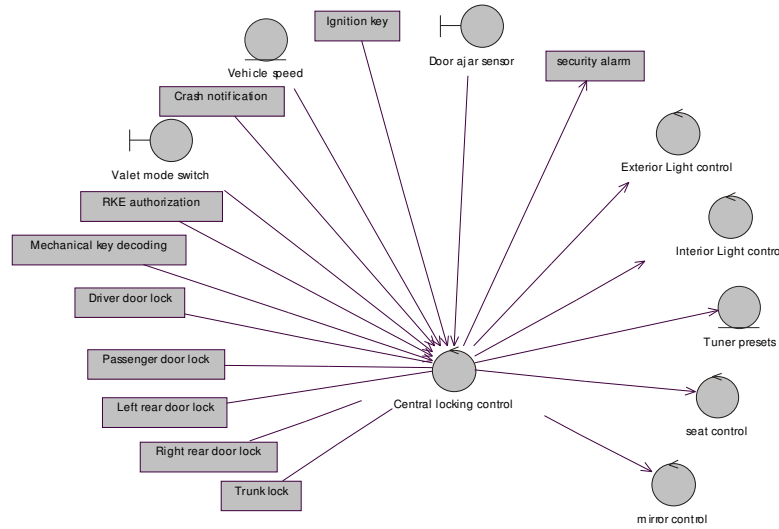 Ignition key
Door ajar sensor
security alarm
Vehicle speed
Crash notification
Valet mode switch
Exterior Light control
RKE authorization
Mechanical key decoding
Interior Light control
Driver door lock
Tuner presets
Passenger door lock
Central locking control
Left rear door lock
seat control
Right rear door lock
Trunk lock
mirror control